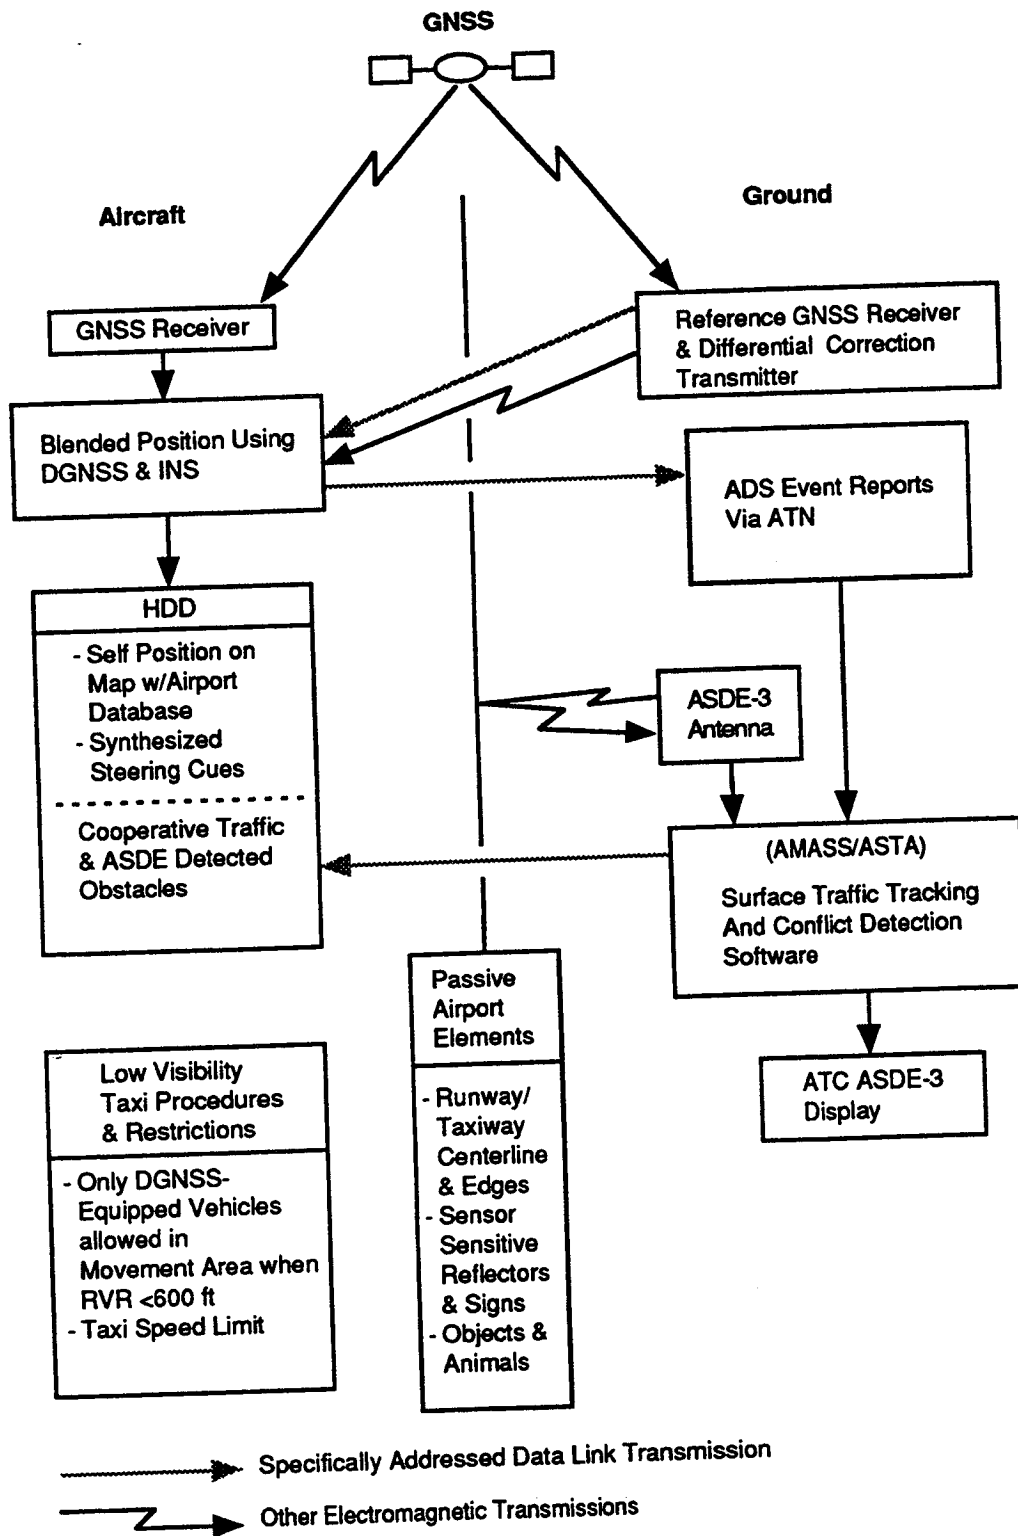 GNSS
Aircraft
Ground
GNSS Receiver
Reference GNSS Receiver
& Differential Correction
Transmitter
Blended Position Using
DGNSS & INS
ADS Event Reports
Via ATN
HDD
- Self Position on
Map w/Airport
Database
- Synthesized
Steering Cues
Cooperative Traffic
& ASDE Detected
Obstacles
ASDE-3
Antenna
(AMASS/ASTA)
Surface Traffic Tracking
And Conflict Detection
Software
Passive
Airport
Elements
- Runway/
Taxiway
Centerline
& Edges
- Sensor
Sensitive
Reflectors
& Signs
- Objects &
Animals
ATC ASDE-3
Display
Low Visibility
Taxi Procedures
& Restrictions
- Only DGNSS-
Equipped Vehicles
allowed in
Movement Area when
RVR <600 ft
- Taxi Speed Limit
Specifically Addressed Data Link Transmission
Other Electromagnetic Transmissions